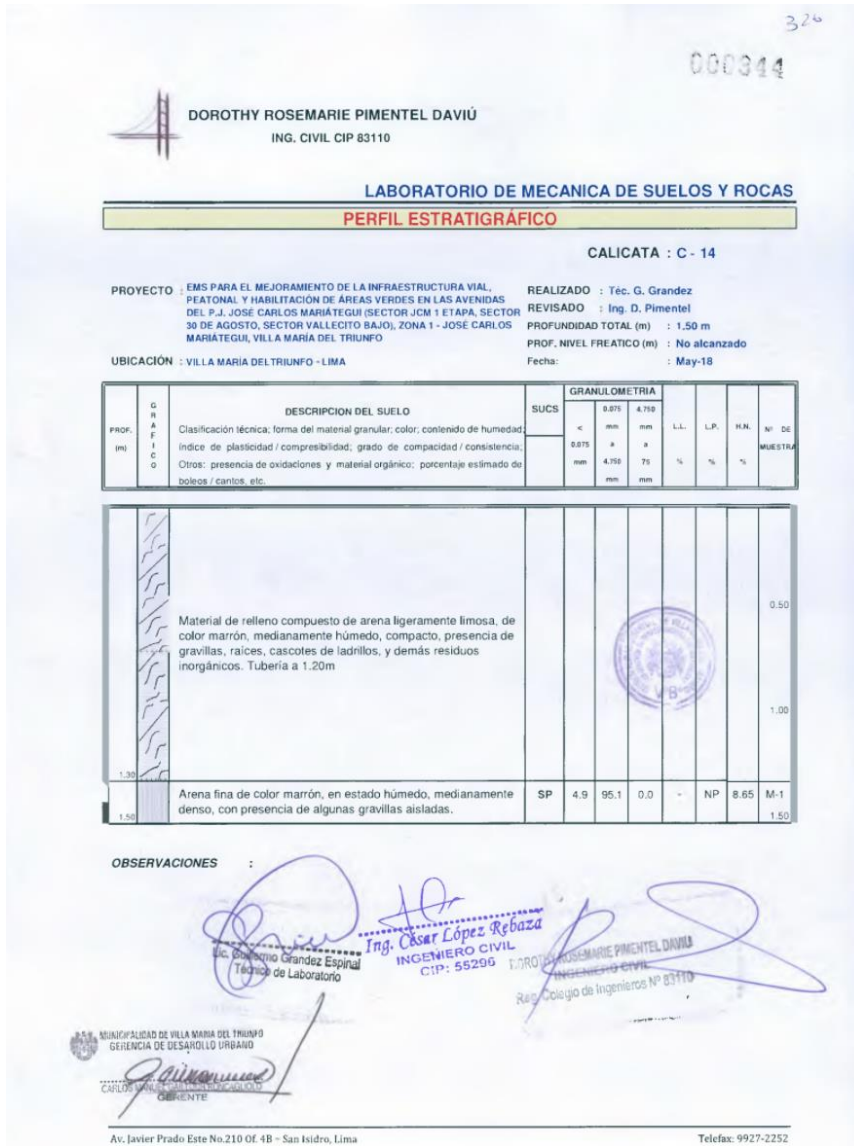 326
000344
DOROTHY ROSEMARIE PIMENTEL DAVIÚ
ING. CIVIL CIP 83110
LABORATORIO DE MECANICA DE SUELOS Y ROCAS
PERFIL ESTRATIGRÁFICO
CALICATA : C - 14
PROYECTO : EMS PARA EL MEJORAMIENTO DE LA INFRAESTRUCTURA VIAL,
PEATONAL Y HABILITACIÓN DE ÁREAS VERDES EN LAS AVENIDAS
DEL P.J. JOSÉ CARLOS MARIÁTEGUI (SECTOR JCM 1 ETAPA, SECTOR
30 DE AGOSTO, SECTOR VALLECITO BAJO), ZONA 1 - JOSÉ CARLOS
MARIÁTEGUI, VILLA MARÍA DEL TRIUNFO
UBICACIÓN : VILLA MARÍA DEL TRIUNFO - LIMA
REALIZADO : Téc. G. Grandez
REVISADO : Ing. D. Pimentel
PROFUNDIDAD TOTAL (m) : 1,50 m
PROF. NIVEL FREATICO (m) : No alcanzado
Fecha: : May-18
PROF. (m)
GRAFICO
DESCRIPCION DEL SUELO
Clasificación técnica; forma del material granular; color; contenido de humedad;
índice de plasticidad / compresibilidad; grado de compacidad / consistencia;
Otros: presencia de oxidaciones y material orgánico; porcentaje estimado de
boleos / cantos, etc.
SUCS
GRANULOMETRIA
< 0.075 mm
0.075 mm a 4.750 mm
4.750 mm a 75 mm
L.L. %
L.P. %
H.N. %
Nº DE MUESTRA
Material de relleno compuesto de arena ligeramente limosa, de
color marrón, medianamente húmedo, compacto, presencia de
gravillas, raíces, cascotes de ladrillos, y demás residuos
inorgánicos. Tubería a 1.20m
0.50
1.00
1.30
Arena fina de color marrón, en estado húmedo, medianamente
denso, con presencia de algunas gravillas aisladas.
SP 4.9 95.1 0.0 - NP 8.65 M-1
1.50
1.50
OBSERVACIONES :
Grandez Espinal
Técnico de Laboratorio
Ing. César López Rebaza
INGENIERO CIVIL
CIP: 55296
ROSEMARIE PIMENTEL DAVIU
INGENIERO CIVIL
Reg. Colegio de Ingenieros Nº 83110
MUNICIPALIDAD DE VILLA MARIA DEL TRIUNFO
GERENCIA DE DESARROLLO URBANO
CARLOS
GERENTE
Av. Javier Prado Este No.210 Of. 4B – San Isidro, Lima
Telefax: 9927-2252